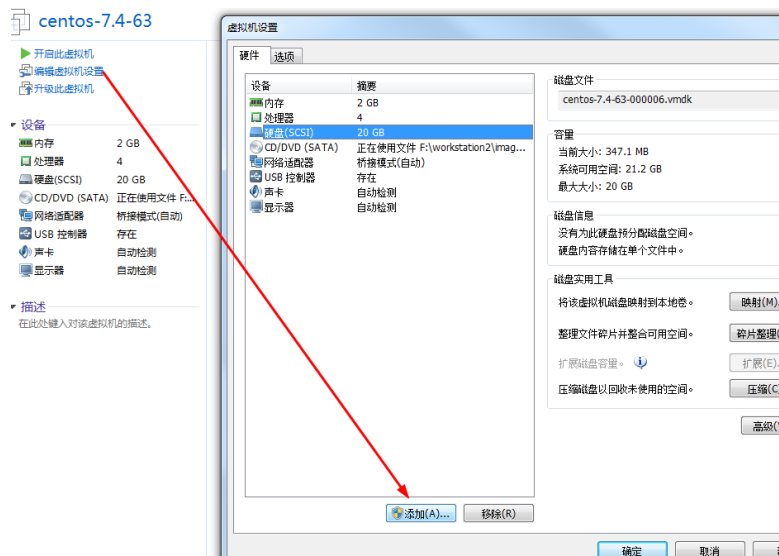 centos-7.4-63
开启此虚拟机
编辑虚拟机设置
升级此虚拟机
设备
内存 2 GB
处理器 4
硬盘(SCSI) 20 GB
CD/DVD (SATA) 正在使用文件 F:...
网络适配器 桥接模式(自动)
USB 控制器 存在
声卡 自动检测
显示器 自动检测
描述
在此处键入对该虚拟机的描述。
虚拟机设置
硬件 选项
设备 摘要
内存 2 GB
处理器 4
硬盘(SCSI) 20 GB
CD/DVD (SATA) 正在使用文件 F:\workstation2\imag...
网络适配器 桥接模式(自动)
USB 控制器 存在
声卡 自动检测
显示器 自动检测
添加(A)... 移除(R)
磁盘文件
centos-7.4-63-000006.vmdk
容量
当前大小: 347.1 MB
系统可用空间: 21.2 GB
最大大小: 20 GB
磁盘信息
没有为此硬盘预分配磁盘空间。
硬盘内容存储在单个文件中。
磁盘实用工具
将该虚拟机磁盘映射到本地卷。 映射(M)
整理文件碎片并整合可用空间。 碎片整理(
扩展磁盘容量。 扩展(E).
压缩磁盘以回收未使用的空间。 压缩(C)
高级(
确定 取消